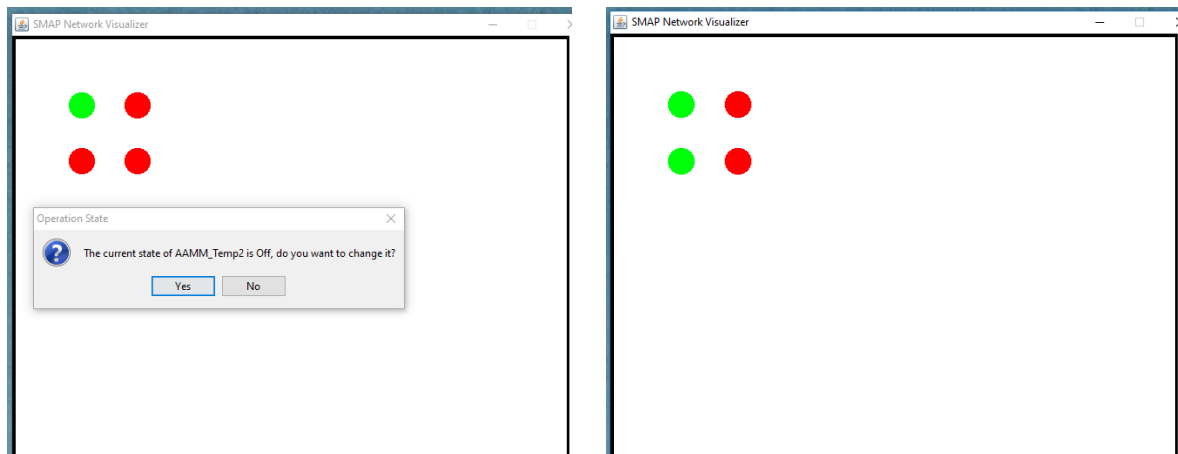 SMAP Network Visualizer
Operation State
The current state of AAMM_Temp2 is Off, do you want to change it?
Yes
No
SMAP Network Visualizer